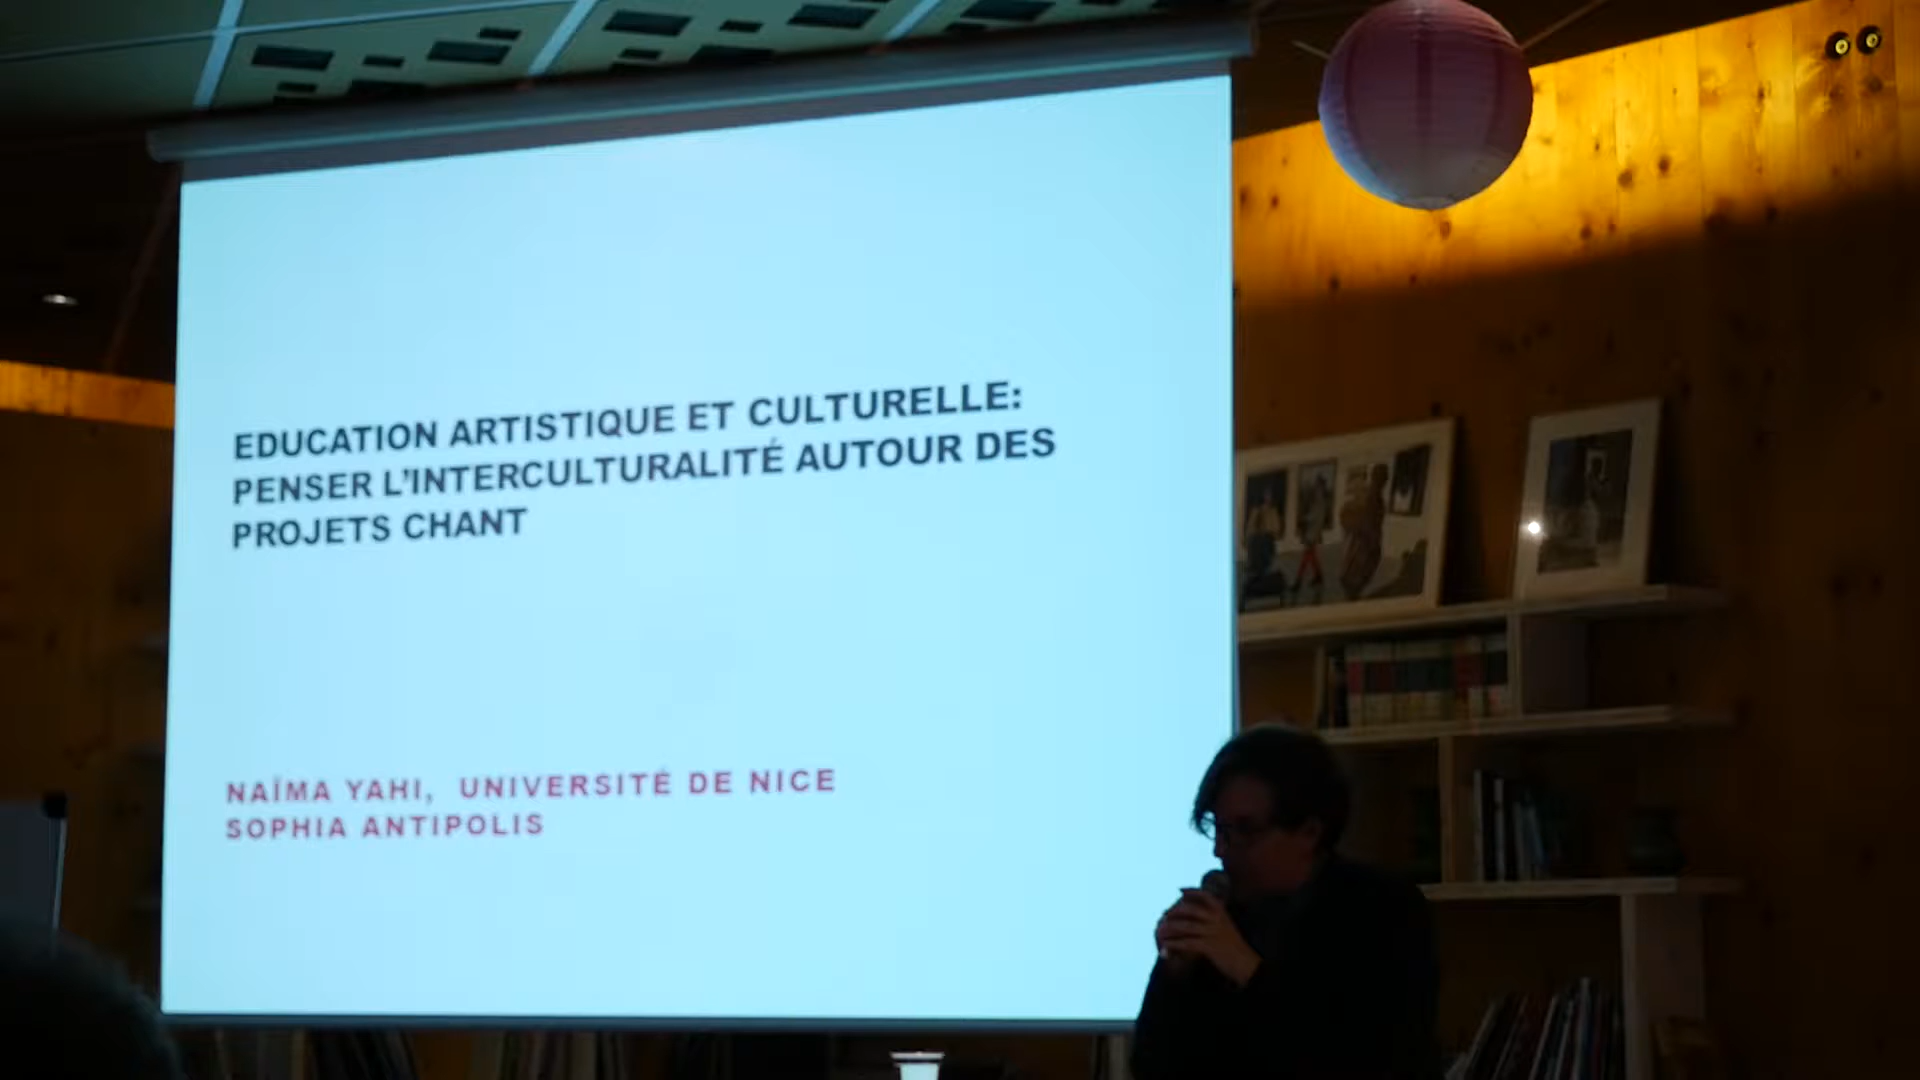 EDUCATION ARTISTIQUE ET CULTURELLE:
PENSER L'INTERCULTURALITÉ AUTOUR DES
PROJETS CHANT
NAÏMA YAHI, UNIVERSITÉ DE NICE
SOPHIA ANTIPOLIS